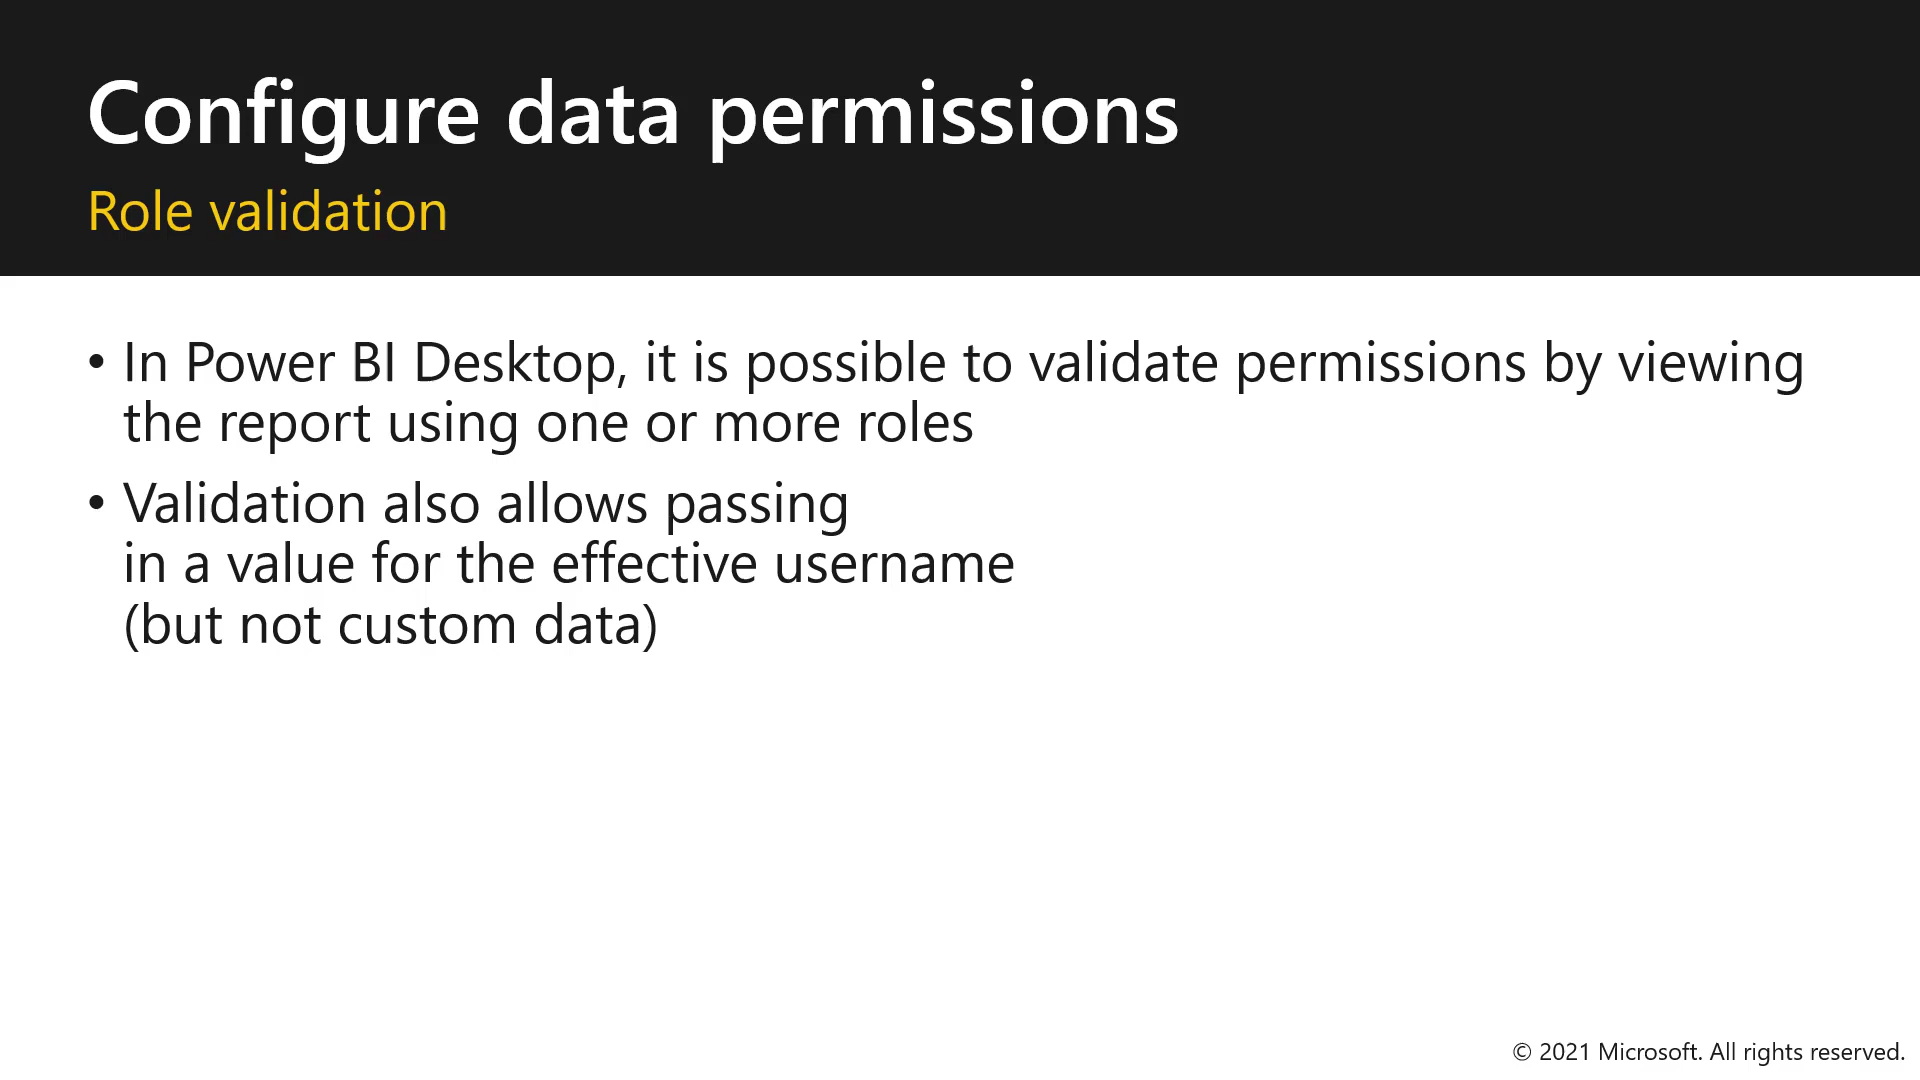 Configure data permissions
Role validation
• In Power BI Desktop, it is possible to validate permissions by viewing
the report using one or more roles
• Validation also allows passing
in a value for the effective username
(but not custom data)
© 2021 Microsoft. All rights reserved.